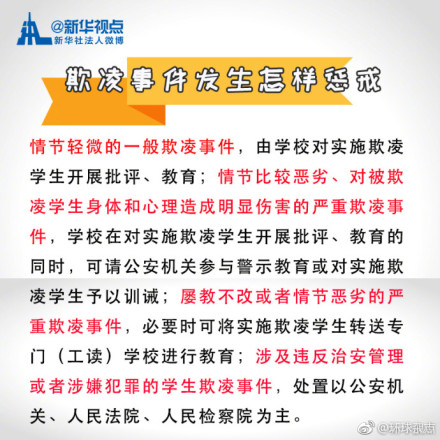 @新华视点
新华社法人微博
欺凌事件发生怎样惩戒
情节轻微的一般欺凌事件，由学校对实施欺凌
学生开展批评、教育；情节比较恶劣、对被欺
凌学生身体和心理造成明显伤害的严重欺凌事
件，学校在对实施欺凌学生开展批评、教育的
同时，可请公安机关参与警示教育或对实施欺
凌学生予以训诫；屡教不改或者情节恶劣的严
重欺凌事件，必要时可将实施欺凌学生转送专
门（工读）学校进行教育；涉及违反治安管理
或者涉嫌犯罪的学生欺凌事件，处置以公安机
关、人民法院、人民检察院为主。